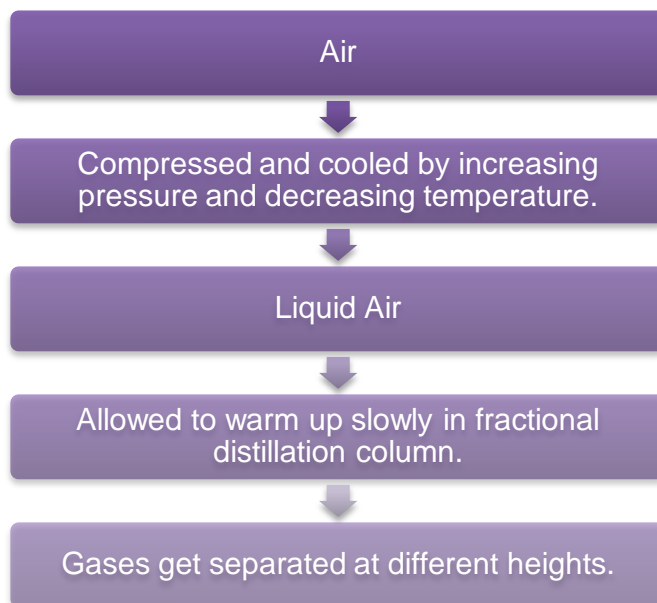 Air
Compressed and cooled by increasing
pressure and decreasing temperature.
Liquid Air
Allowed to warm up slowly in fractional
distillation column.
Gases get separated at different heights.